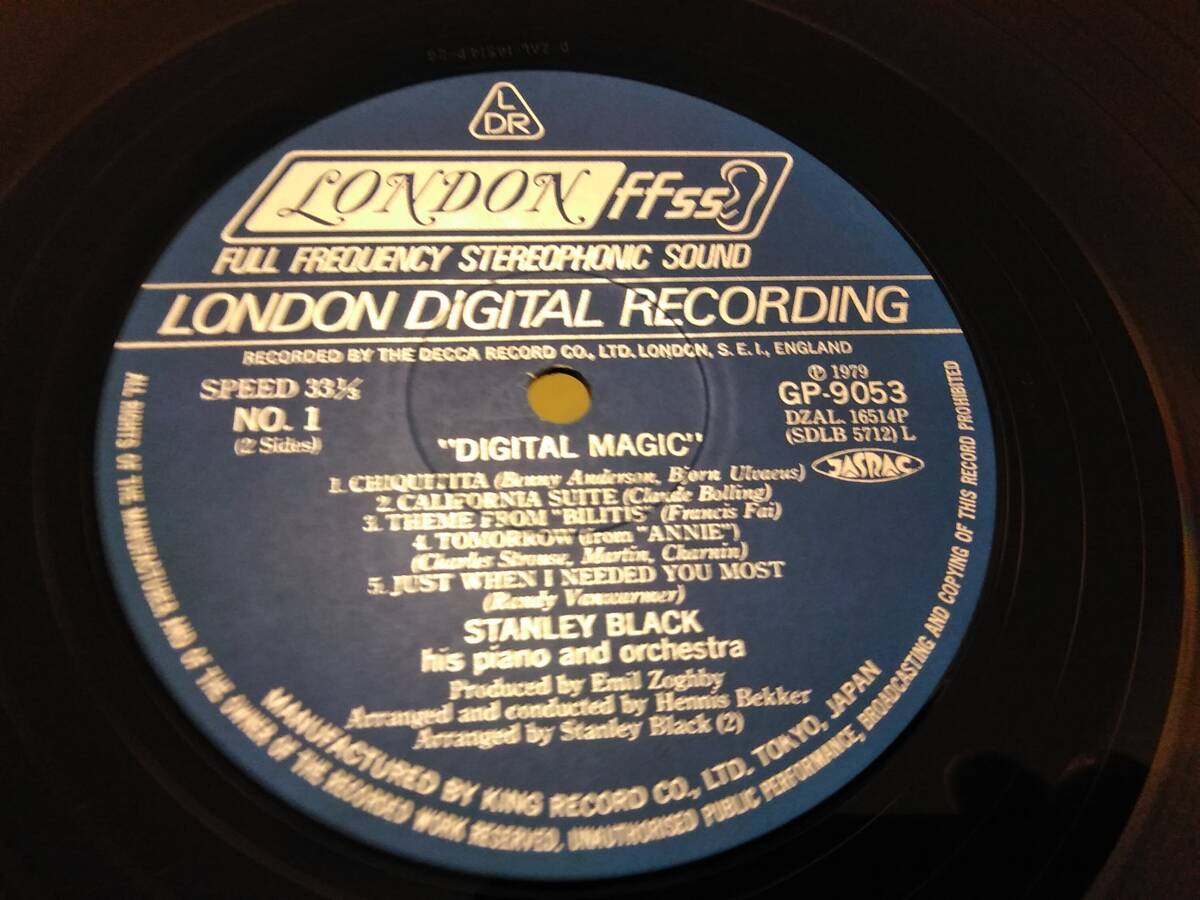 D ZAL 16514P-2G
L
DR
LONDON ffss
FULL FREQUENCY STEREOPHONIC SOUND
LONDON DIGITAL RECORDING
RECORDED BY THE DECCA RECORD CO., LTD. LONDON, S. E. I., ENGLAND
SPEED 33⅓
NO. 1
(2 Sides)
℗ 1979
GP-9053
DZAL. 16514P
(SDLB 5712) L
JASRAC
"DIGITAL MAGIC"
1. CHIQUITITA (Benny Anderson, Bjorn Ulvaeus)
2. CALIFORNIA SUITE (Claude Bolling)
3. THEME FROM "BILITIS" (Francis Fai)
4. TOMORROW (from "ANNIE")
(Charles Strouse, Martin, Charnin)
5. JUST WHEN I NEEDED YOU MOST
(Randy Vanwarmer)
STANLEY BLACK
his piano and orchestra
Produced by Emil Zoghby
Arranged and conducted by Hennis Bekker
Arranged by Stanley Black (2)
MANUFACTURED BY KING RECORD CO., LTD, TOKYO, JAPAN
ALL RIGHTS OF THE MANUFACTURER AND OF THE OWNER OF THE RECORDED WORK RESERVED, UNAUTHORISED PUBLIC PERFORMANCE, BROADCASTING AND COPYING OF THIS RECORD PROHIBITED